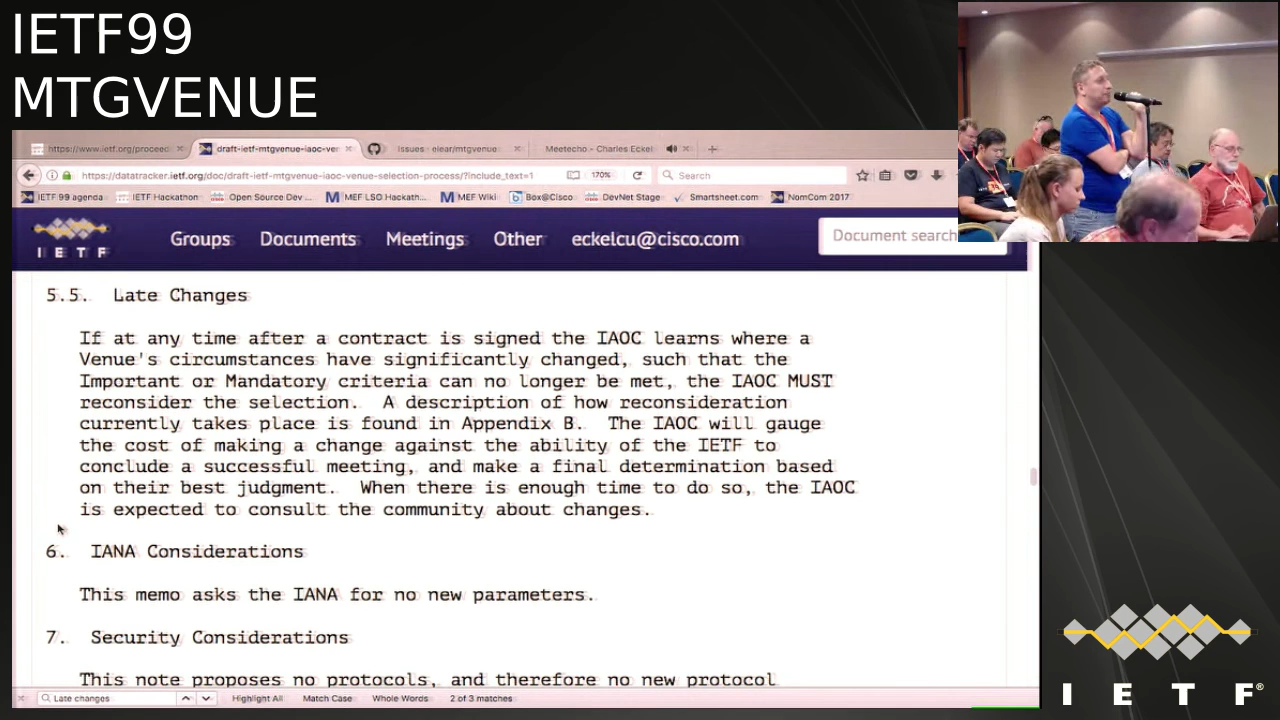 IETF99
MTGVENUE
https://www.ietf.org/proceed
draft-ietf-mtgvenue-iaoc-ver
Issues · elear/mtgvenue
Meetecho - Charles Eckel
https://datatracker.ietf.org/doc/draft-ietf-mtgvenue-iaoc-venue-selection-process/?include_text=1
170%
Search
IETF 99 agenda
IETF Hackathon
Open Source Dev ...
MEF LSO Hackath...
MEF Wiki
Box@Cisco
DevNet Stage
Smartsheet.com
NomCom 2017
I E T F
Groups
Documents
Meetings
Other
eckelcu@cisco.com
Document search
5.5. Late Changes
If at any time after a contract is signed the IAOC learns where a
Venue's circumstances have significantly changed, such that the
Important or Mandatory criteria can no longer be met, the IAOC MUST
reconsider the selection. A description of how reconsideration
currently takes place is found in Appendix B. The IAOC will gauge
the cost of making a change against the ability of the IETF to
conclude a successful meeting, and make a final determination based
on their best judgment. When there is enough time to do so, the IAOC
is expected to consult the community about changes.
6. IANA Considerations
This memo asks the IANA for no new parameters.
7. Security Considerations
This note proposes no protocols, and therefore no new protocol
Late changes
Highlight All
Match Case
Whole Words
2 of 3 matches
I E T F®